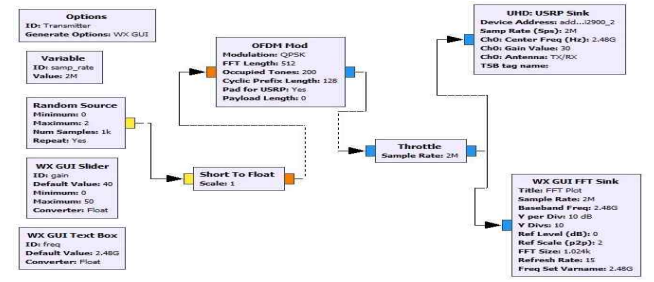 Options
ID: Transmitter
Generate Options: WX GUI
Variable
ID: samp_rate
Value: 2M
Random Source
Minimum: 0
Maximum: 2
Num Samples: 1k
Repeat: Yes
WX GUI Slider
ID: gain
Default Value: 40
Minimum: 0
Maximum: 50
Converter: Float
WX GUI Text Box
ID: freq
Default Value: 2.48G
Converter: Float
OFDM Mod
Modulation: QPSK
FFT Length: 512
Occupied Tones: 200
Cyclic Prefix Length: 128
Pad for USRP: Yes
Payload Length: 0
Short To Float
Scale: 1
Throttle
Sample Rate: 2M
UHD: USRP Sink
Device Address: add...i2900_2
Samp Rate (Sps): 2M
Ch0: Center Freq (Hz): 2.48G
Ch0: Gain Value: 30
Ch0: Antenna: TX/RX
TSB tag name:
WX GUI FFT Sink
Title: FFT Plot
Sample Rate: 2M
Baseband Freq: 2.48G
Y per Div: 10 dB
Y Divs: 10
Ref Level (dB): 0
Ref Scale (p2p): 2
FFT Size: 1.024k
Refresh Rate: 15
Freq Set Varname: 2.48G